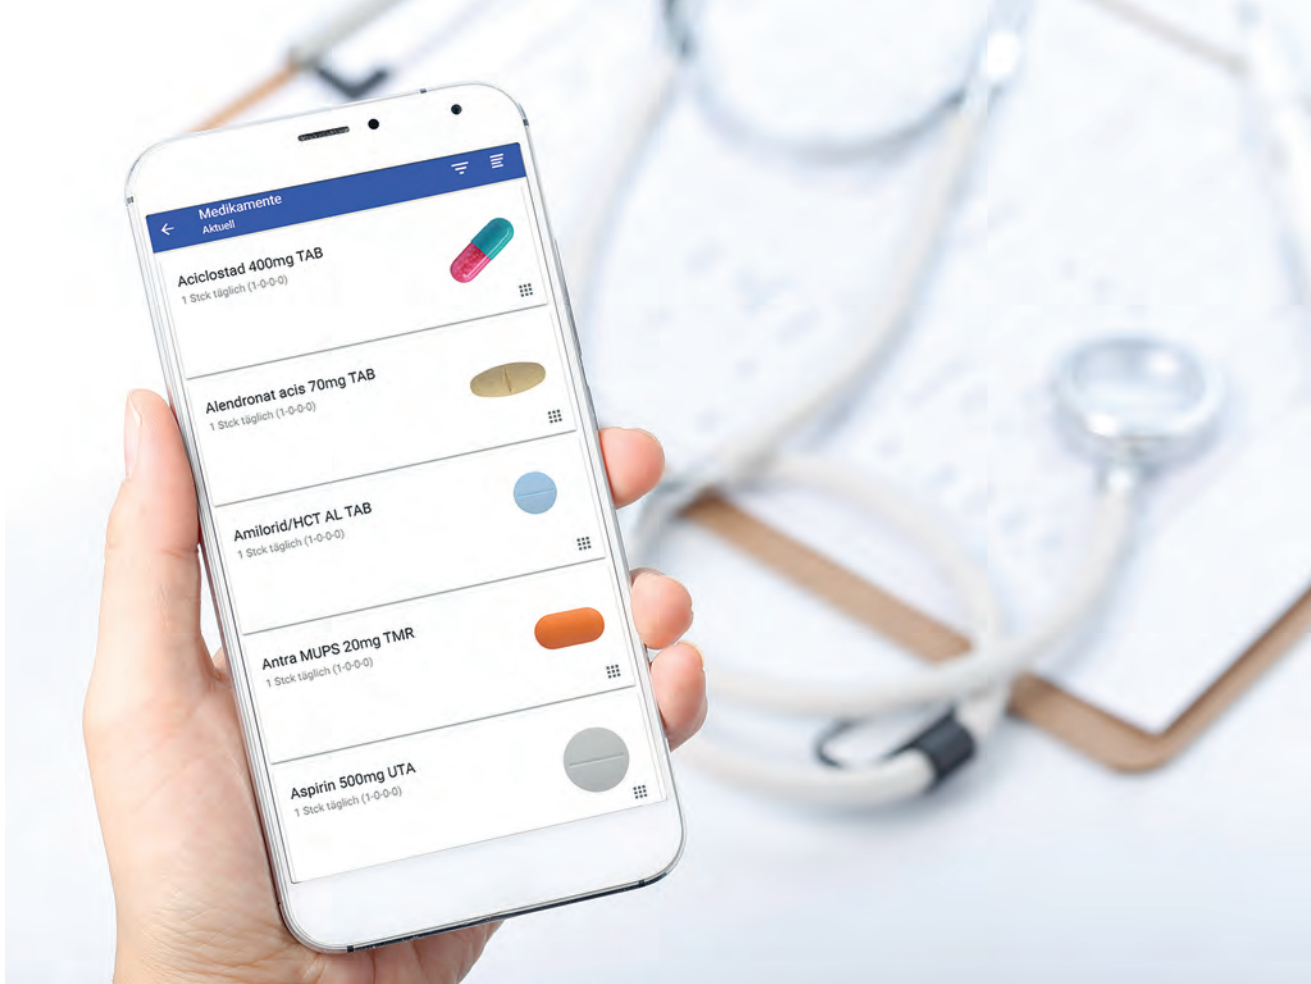 Medikamente
Aktuell
Aciclostad 400mg TAB
1 Stck täglich (1-0-0-0)
Alendronat acis 70mg TAB
1 Stck täglich (1-0-0-0)
Amilorid/HCT AL TAB
1 Stck täglich (1-0-0-0)
Antra MUPS 20mg TMR
1 Stck täglich (1-0-0-0)
Aspirin 500mg UTA
1 Stck täglich (1-0-0-0)